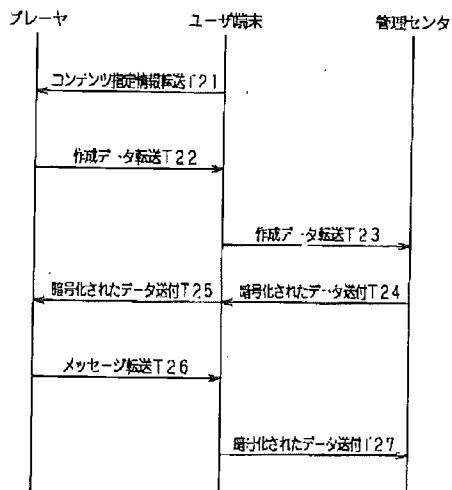 プレーヤ ユーザ端末 管理センタ
コンテンツ指定情報転送T21
作成データ転送T22
作成データ転送T23
暗号化されたデータ送付T25 暗号化されたデータ送付T24
メッセージ転送T26
暗号化されたデータ送付T27